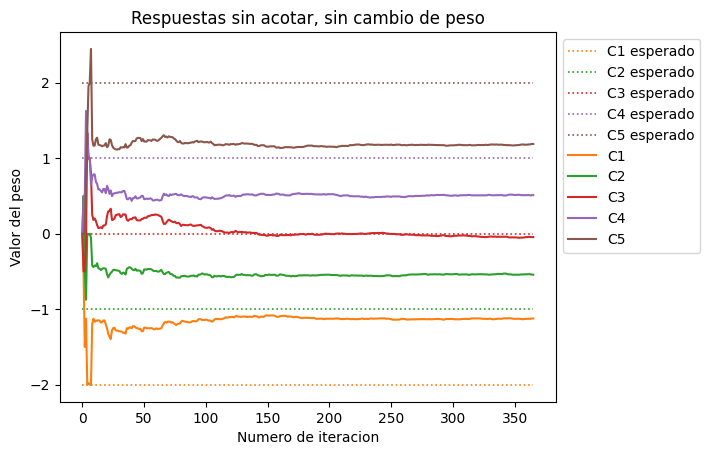 Respuestas sin acotar, sin cambio de peso
Valor del peso
2
1
0
−1
−2
0
50
100
150
200
250
300
350
Numero de iteracion
C1 esperado
C2 esperado
C3 esperado
C4 esperado
C5 esperado
C1
C2
C3
C4
C5